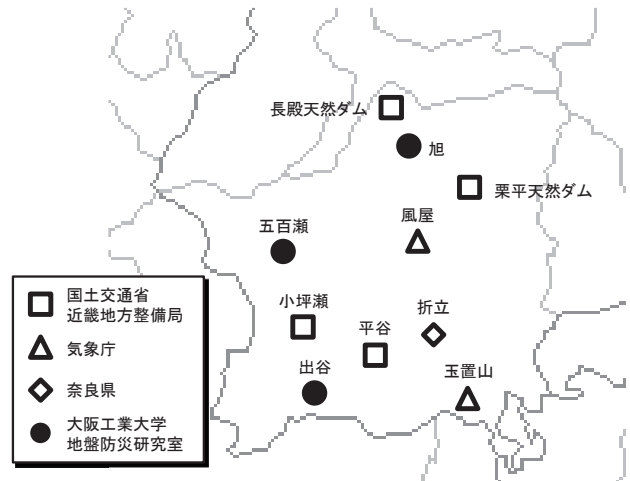 長殿天然ダム
旭
栗平天然ダム
風屋
五百瀬
小坪瀬
折立
平谷
出谷
玉置山
国土交通省
近畿地方整備局
気象庁
奈良県
大阪工業大学
地盤防災研究室